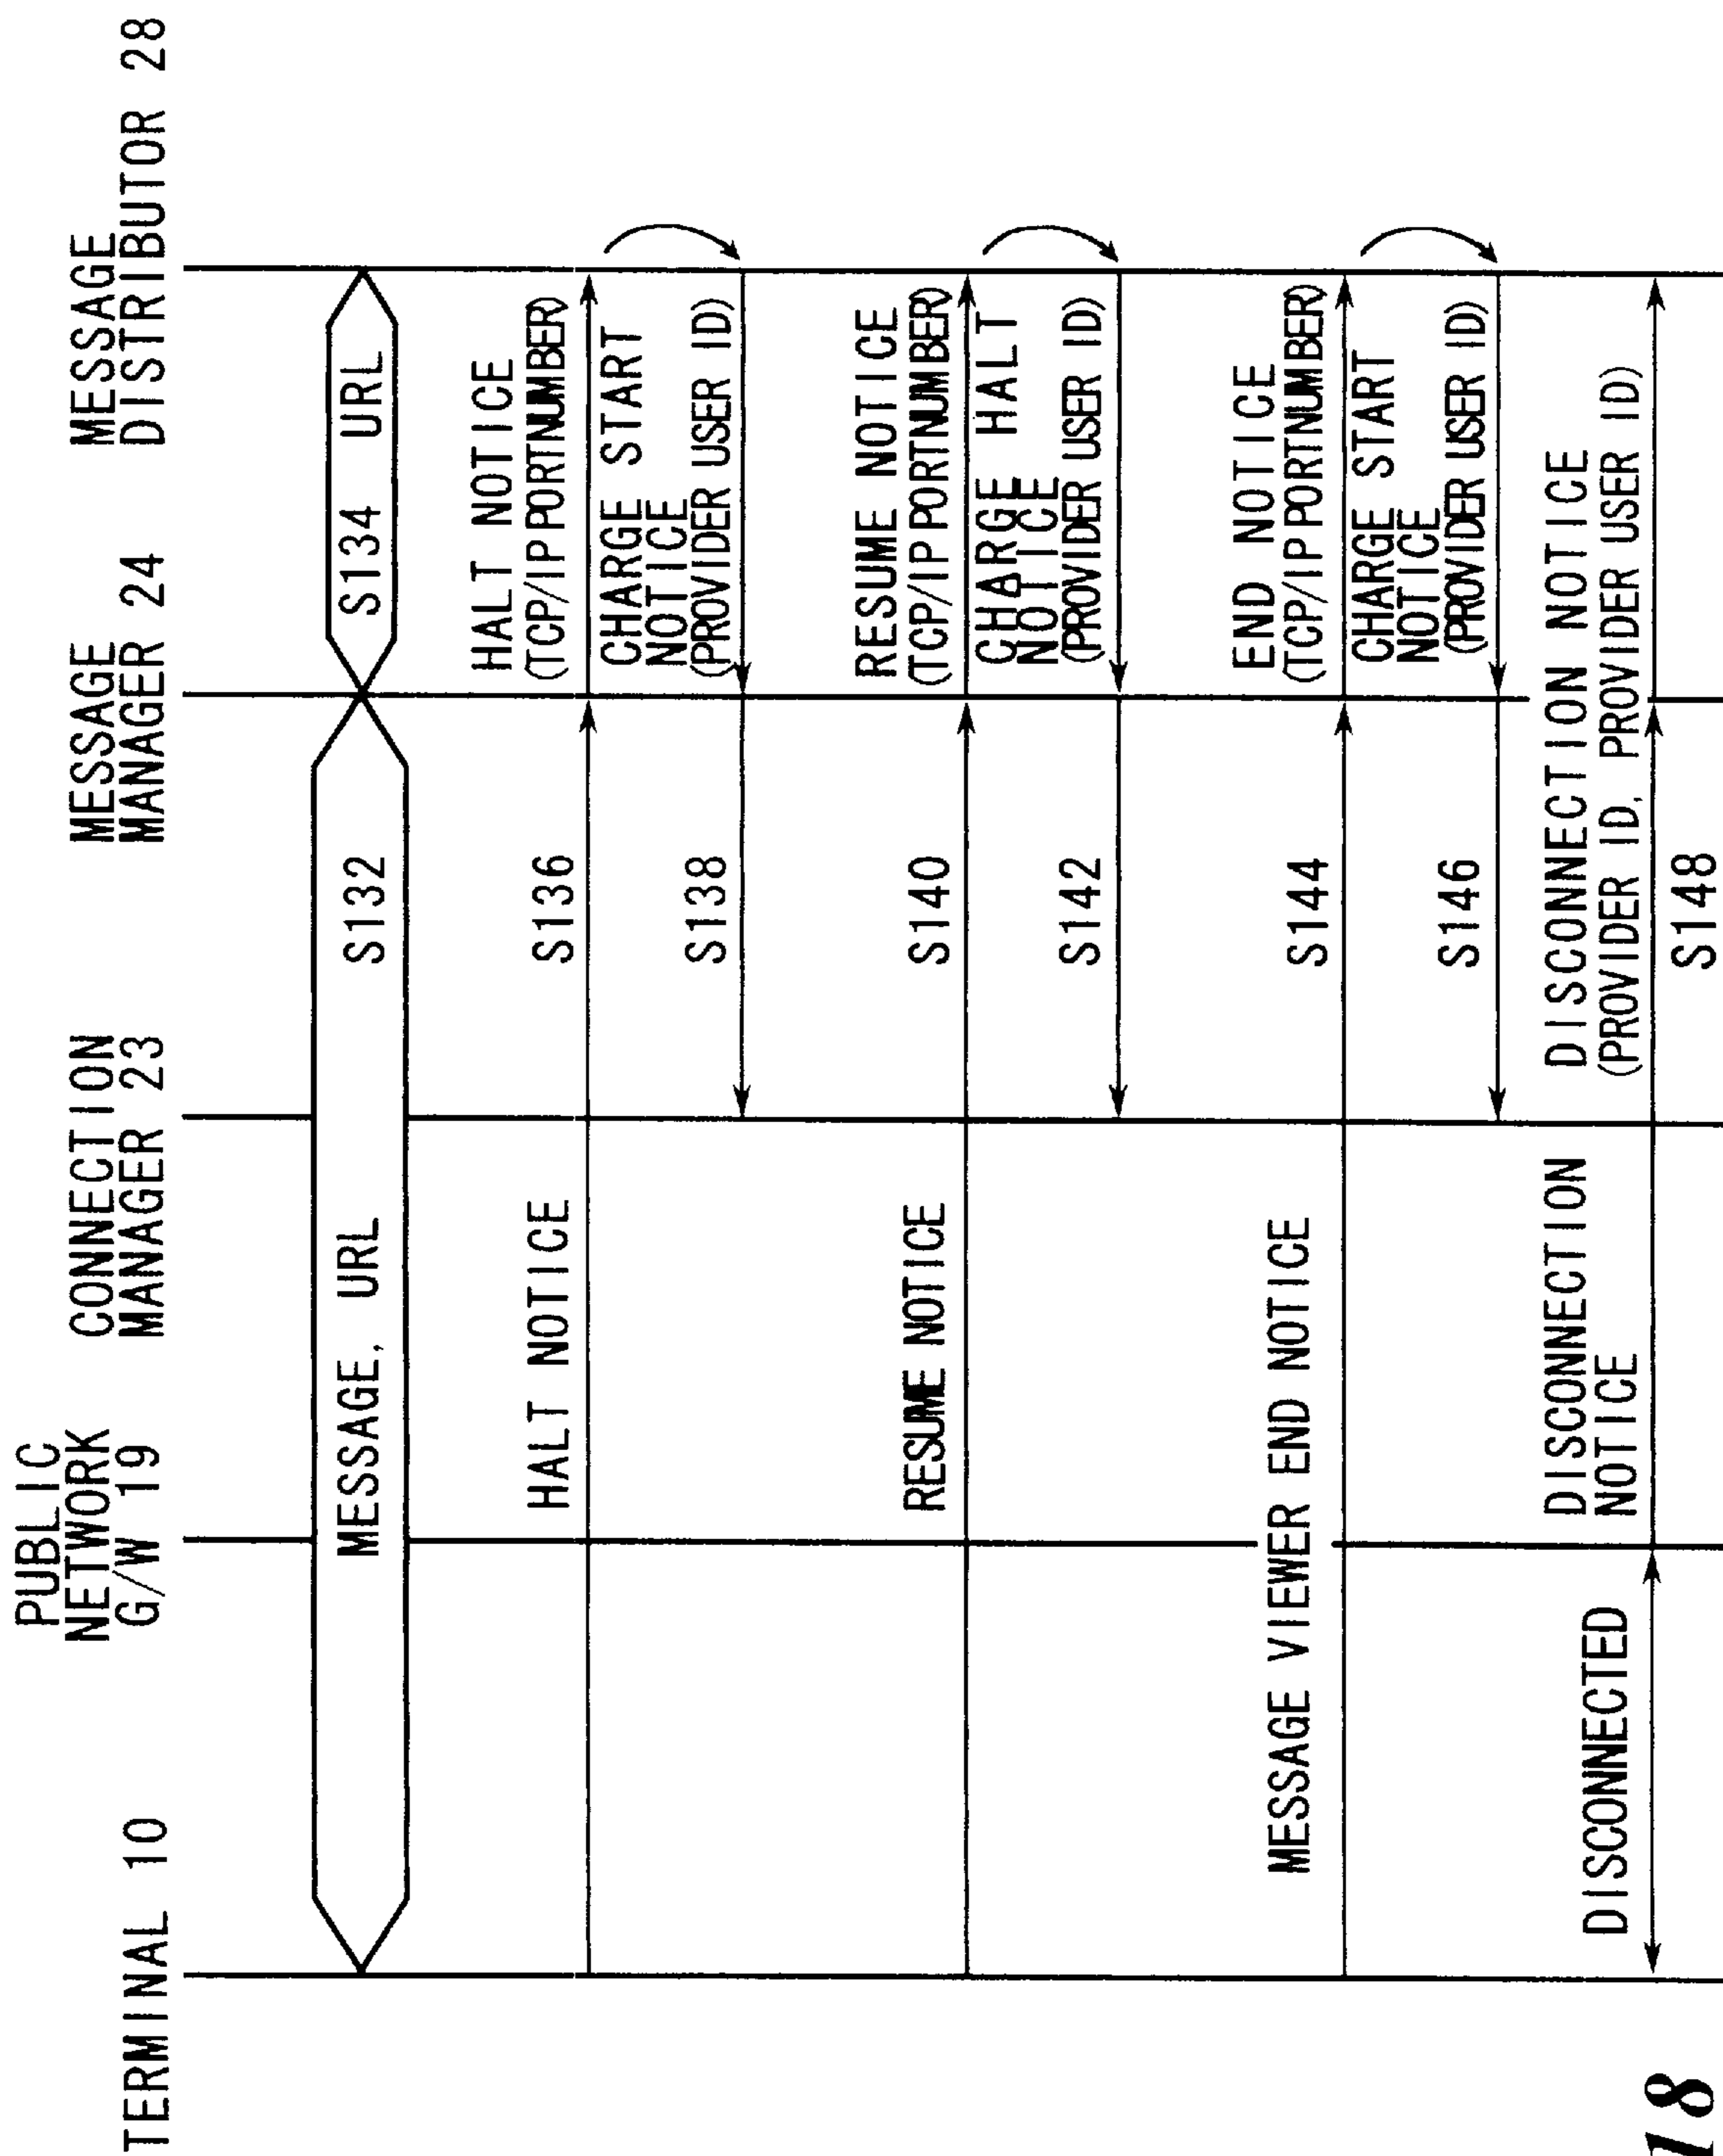 TERMINAL 10
PUBLIC
NETWORK
G/W 19
CONNECTION
MANAGER 23
MESSAGE
MANAGER 24
MESSAGE
DISTRIBUTOR 28
MESSAGE, URL
S132
S134 URL
HALT NOTICE
S136
HALT NOTICE
(TCP/IP PORTNUMBER)
S138
CHARGE START
NOTICE
(PROVIDER USER ID)
RESUME NOTICE
S140
RESUME NOTICE
(TCP/IP PORTNUMBER)
S142
CHARGE HALT
NOTICE
(PROVIDER USER ID)
MESSAGE VIEWER END NOTICE
S144
END NOTICE
(TCP/IP PORTNUMBER)
S146
CHARGE START
NOTICE
(PROVIDER USER ID)
DISCONNECTED
DISCONNECTION
NOTICE
DISCONNECTION NOTICE
(PROVIDER ID, PROVIDER USER ID)
S148
18